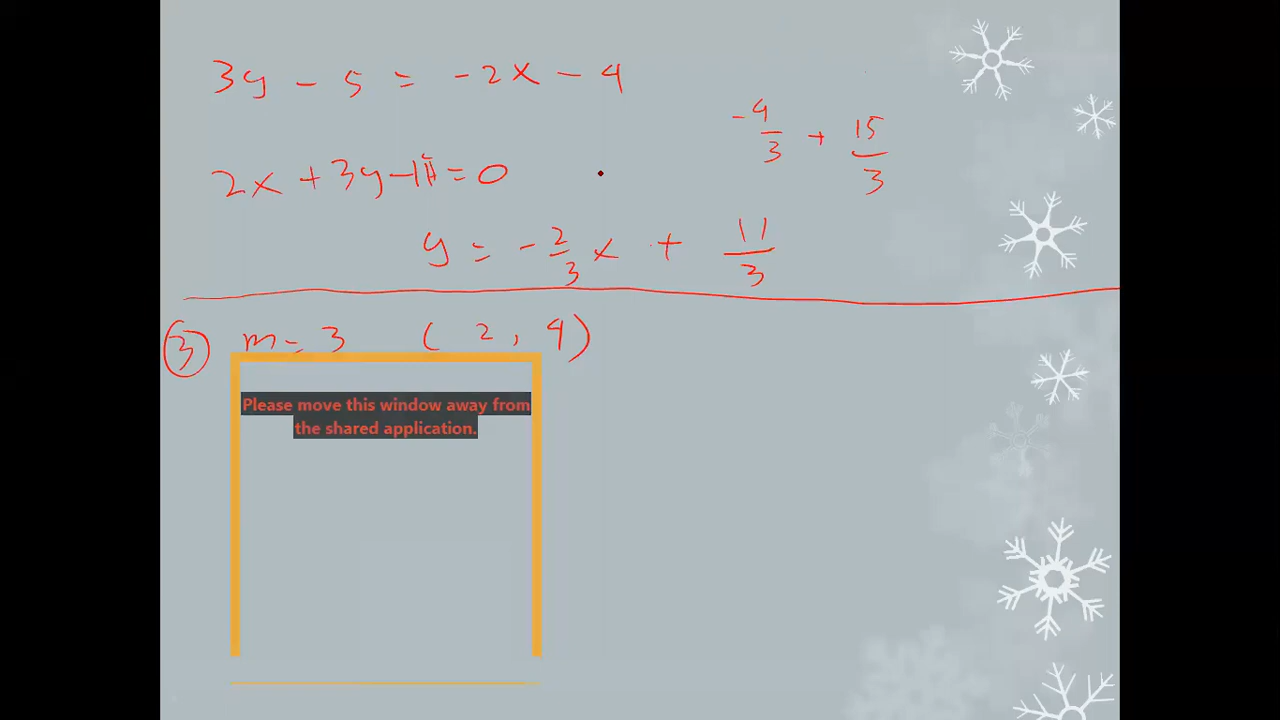 3y - 5 = -2x - 4
-4/3 + 15/3
2x + 3y - 11 = 0
y = -2/3 x + 11/3
③ m = 3 ( 2 , 4 )
Please move this window away from
the shared application.